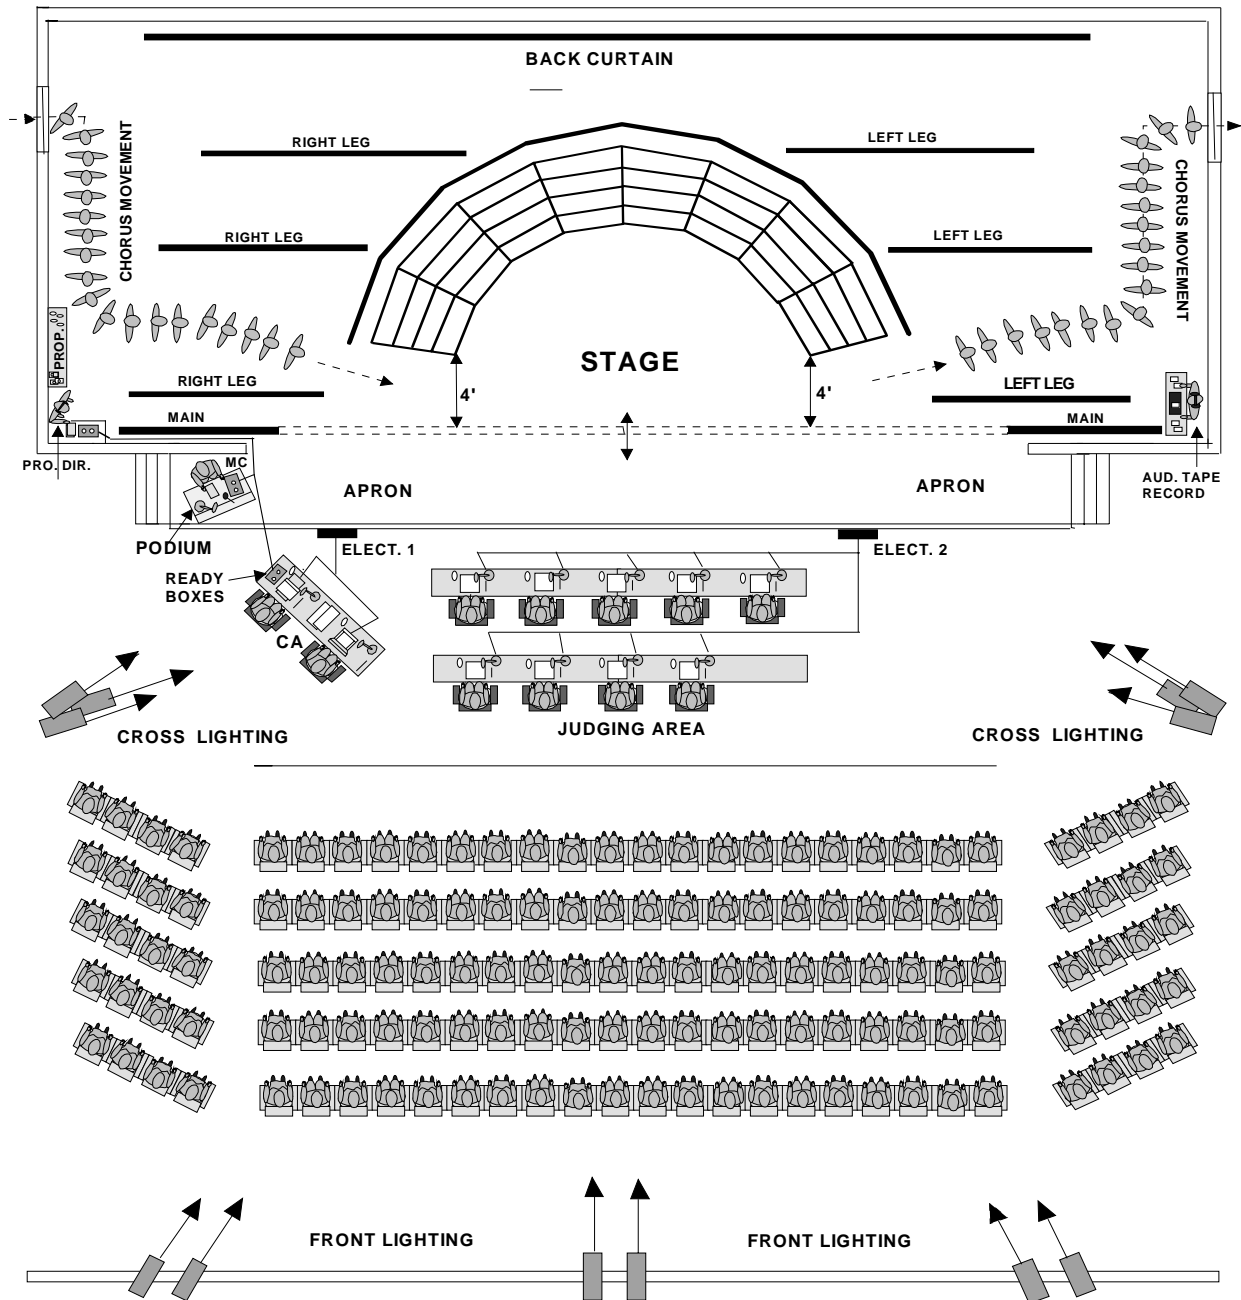 BACK CURTAIN
RIGHT LEG
LEFT LEG
CHORUS MOVEMENT
CHORUS MOVEMENT
RIGHT LEG
LEFT LEG
PROP.
STAGE
RIGHT LEG
4'
4'
LEFT LEG
MAIN
MAIN
PRO. DIR.
MC
APRON
APRON
AUD. TAPE
RECORD
PODIUM
ELECT. 1
ELECT. 2
READY
BOXES
CA
JUDGING AREA
CROSS LIGHTING
CROSS LIGHTING
FRONT LIGHTING
FRONT LIGHTING